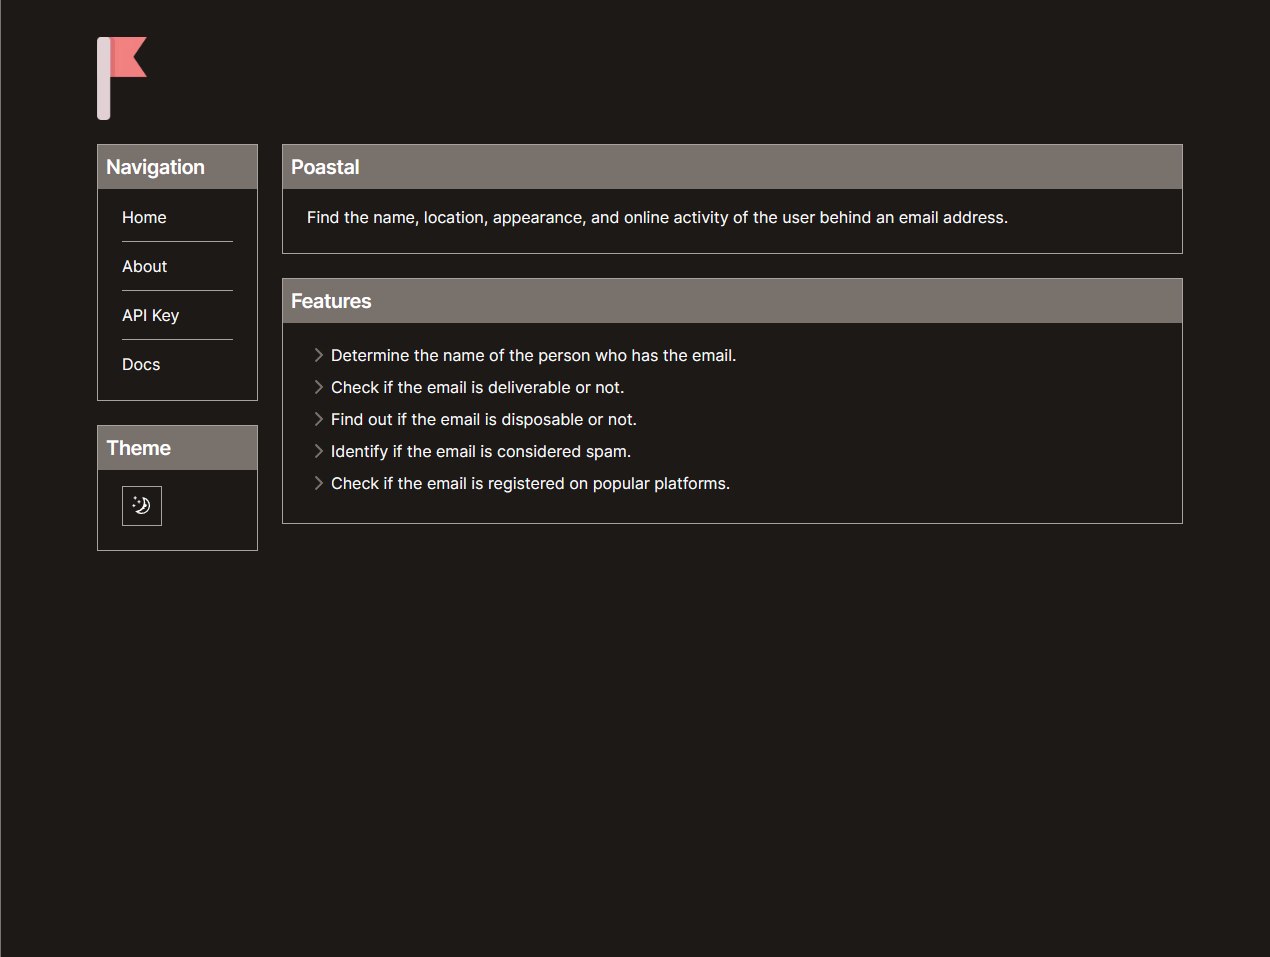 Navigation
Home
About
API Key
Docs
Theme
Poastal
Find the name, location, appearance, and online activity of the user behind an email address.
Features
Determine the name of the person who has the email.
Check if the email is deliverable or not.
Find out if the email is disposable or not.
Identify if the email is considered spam.
Check if the email is registered on popular platforms.